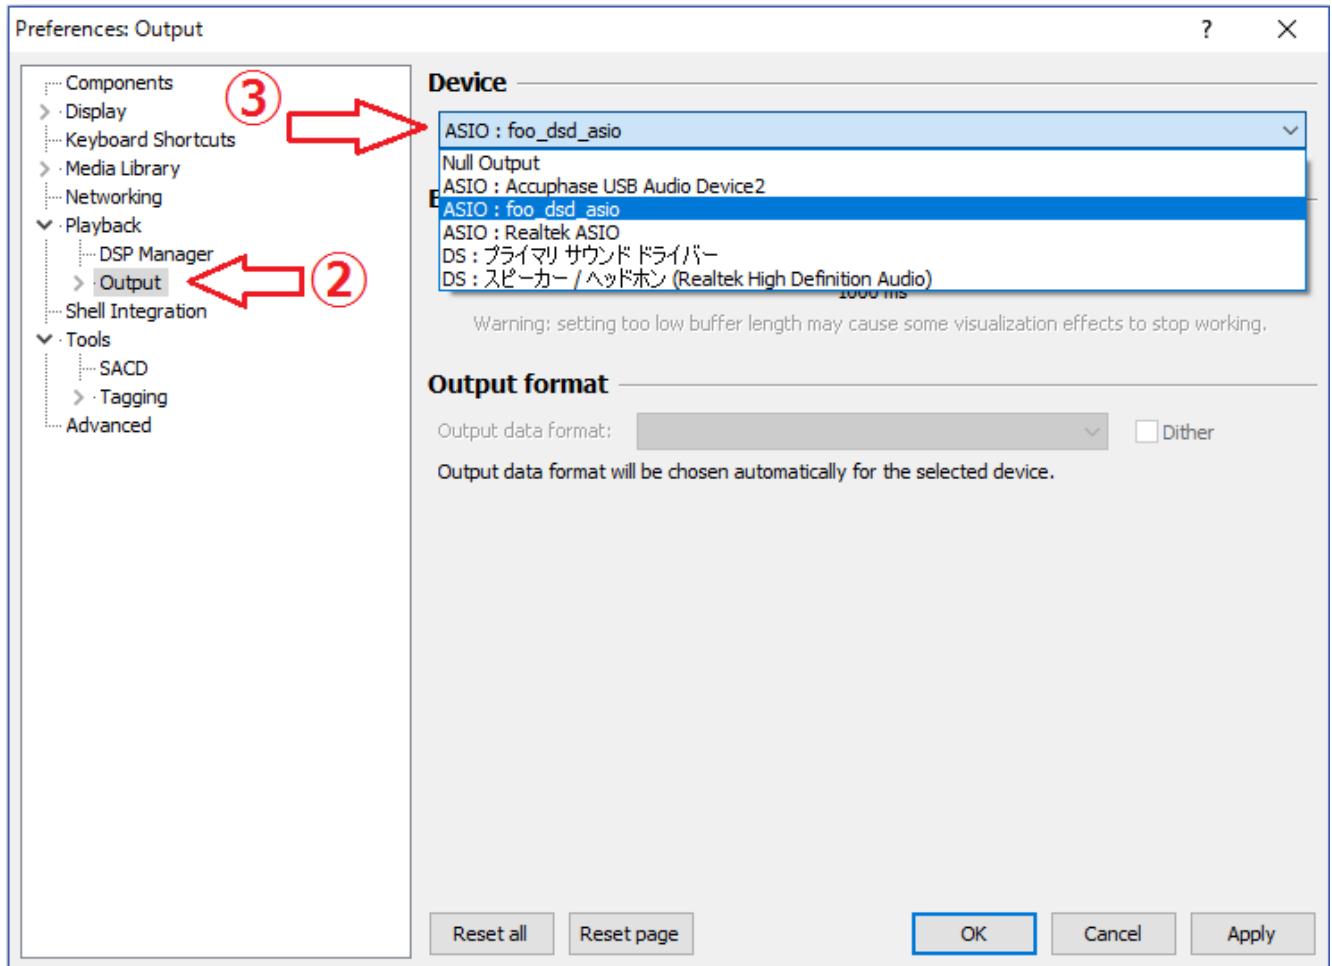 Preferences: Output
?
Components
Display
Keyboard Shortcuts
Media Library
Networking
Playback
DSP Manager
Output
Shell Integration
Tools
SACD
Tagging
Advanced
③
②
Device
ASIO : foo_dsd_asio
Null Output
ASIO : Accuphase USB Audio Device2
ASIO : foo_dsd_asio
ASIO : Realtek ASIO
DS : プライマリ サウンド ドライバー
DS : スピーカー / ヘッドホン (Realtek High Definition Audio)
1000 ms
Warning: setting too low buffer length may cause some visualization effects to stop working.
Output format
Output data format:
Dither
Output data format will be chosen automatically for the selected device.
Reset all
Reset page
OK
Cancel
Apply